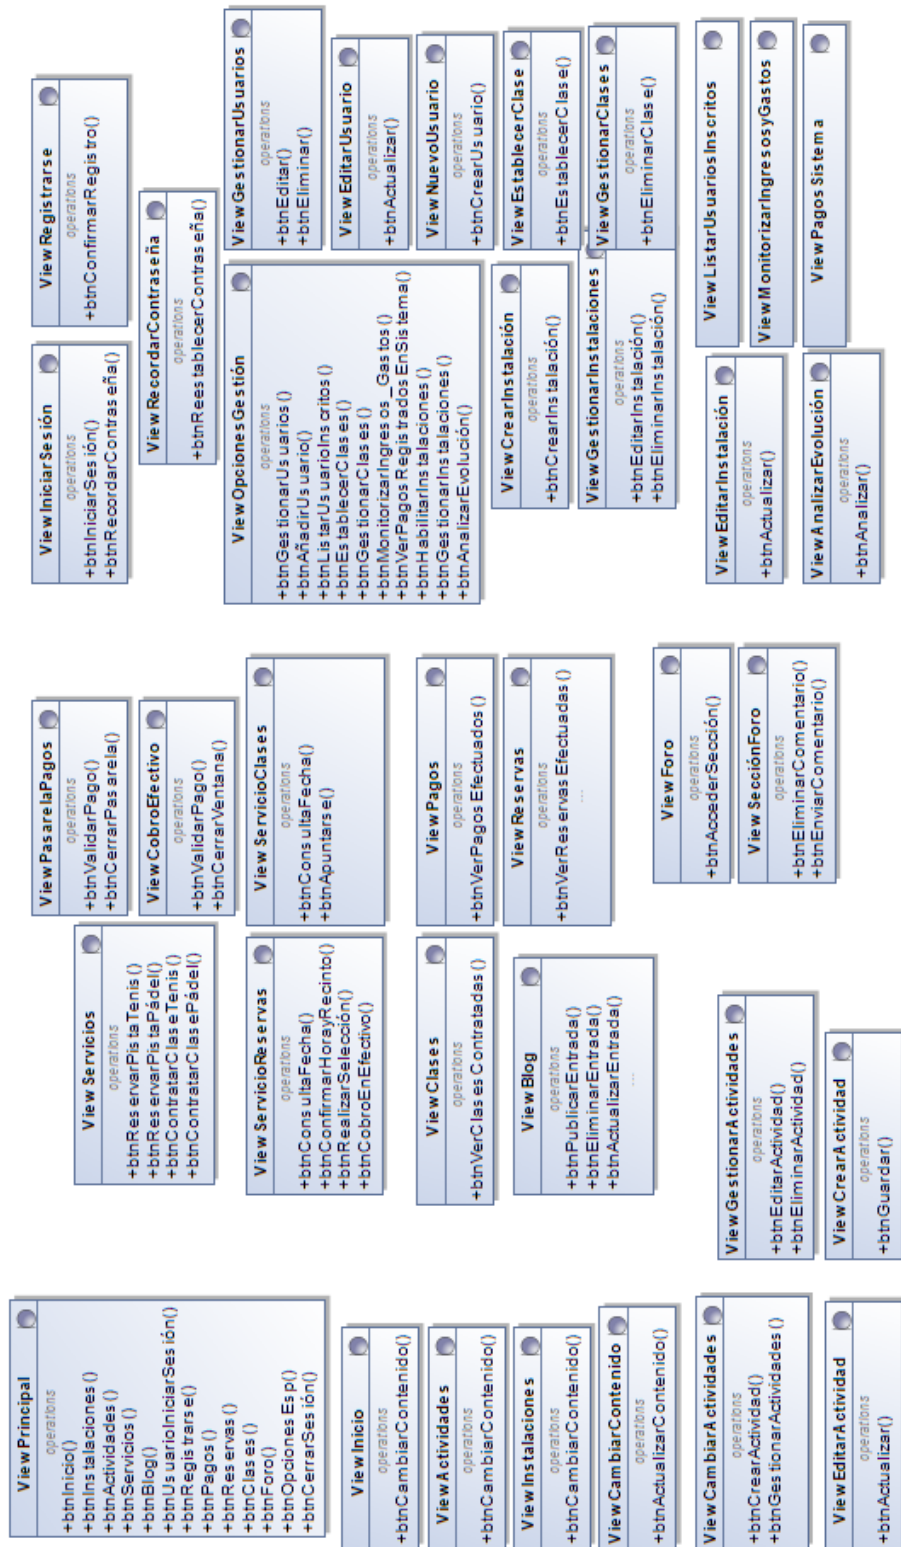 ViewPrincipal
operations
+btnInicio()
+btnInstalaciones()
+btnActividades()
+btnServicios()
+btnBlog()
+btnUsuarioIniciarSesión()
+btnRegistrarse()
+btnPagos()
+btnReservas()
+btnClases()
+btnForo()
+btnOpcionesEsp()
+btnCerrarSesión()
ViewInicio
operations
+btnCambiarContenido()
ViewActividades
operations
+btnCambiarContenido()
ViewInstalaciones
operations
+btnCambiarContenido()
ViewCambiarContenido
operations
+btnActualizarContenido()
ViewCambiarActividades
operations
+btnCrearActividad()
+btnGestionarActividades()
ViewEditarActividad
operations
+btnActualizar()
ViewGestionarActividades
operations
+btnEditarActividad()
+btnEliminarActividad()
ViewCrearActividad
operations
+btnGuardar()
ViewServicios
operations
+btnReservarPistaTenis()
+btnReservarPistaPádel()
+btnContratarClaseTenis()
+btnContratarClasePádel()
ViewServicioReservas
operations
+btnConsultaFecha()
+btnConfirmarHorayRecinto()
+btnRealizarSelección()
+btnCobroEnEfectivo()
ViewClases
operations
+btnVerClasesContratadas()
ViewBlog
operations
+btnPublicarEntrada()
+btnEliminarEntrada()
+btnActualizarEntrada()
...
ViewPasarelaPagos
operations
+btnValidarPago()
+btnCerrarPasarela()
ViewCobroEfectivo
operations
+btnValidarPago()
+btnCerrarVentana()
ViewServicioClases
operations
+btnConsultaFecha()
+btnApuntarse()
ViewPagos
operations
+btnVerPagosEfectuados()
ViewReservas
operations
+btnVerReservasEfectuadas()
...
ViewForo
operations
+btnAccederSección()
ViewSecciónForo
operations
+btnEliminarComentario()
+btnEnviarComentario()
ViewIniciarSesión
operations
+btnIniciarSesión()
+btnRecordarContraseña()
ViewRegistrarse
operations
+btnConfirmarRegistro()
ViewRecordarContraseña
operations
+btnReestablecerContraseña()
ViewOpcionesGestión
operations
+btnGestionarUsuarios()
+btnAñadirUsuario()
+btnListarUsuarioInscritos()
+btnEstablecerClases()
+btnGestionarClases()
+btnMonitorizarIngresos_Gastos()
+btnVerPagosRegistradosEnSistema()
+btnHabilitarInstalaciones()
+btnGestionarInstalaciones()
+btnAnalizarEvolución()
ViewGestionarUsuarios
operations
+btnEditar()
+btnEliminar()
ViewEditarUsuario
operations
+btnActualizar()
ViewNuevoUsuario
operations
+btnCrearUsuario()
ViewEstablecerClase
operations
+btnEstablecerClase()
ViewGestionarClases
operations
+btnEliminarClase()
ViewCrearInstalación
operations
+btnCrearInstalación()
ViewGestionarInstalaciones
operations
+btnEditarInstalación()
+btnEliminarInstalación()
ViewEditarInstalación
operations
+btnActualizar()
ViewAnalizarEvolución
operations
+btnAnalizar()
ViewListarUsuariosInscritos
ViewMonitorizarIngresosyGastos
ViewPagosSistema